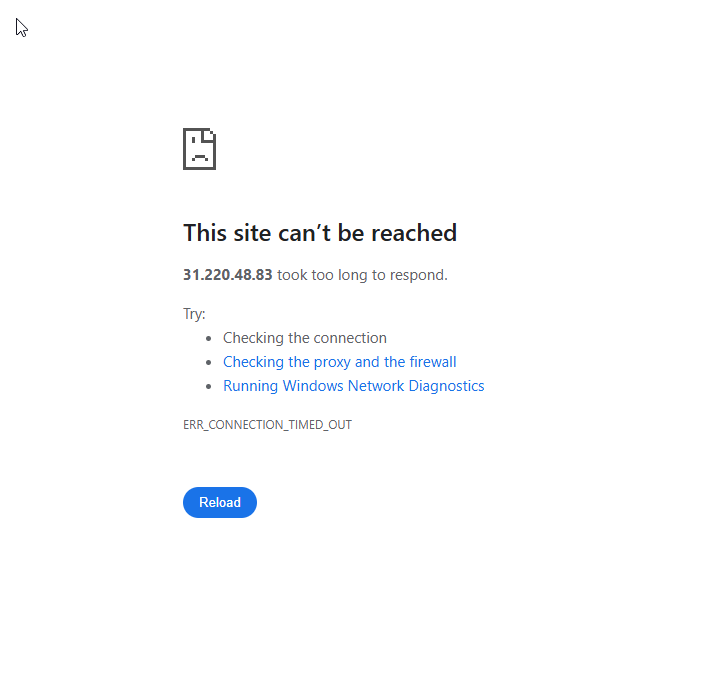 This site can’t be reached
31.220.48.83 took too long to respond.
Try:
• Checking the connection
• Checking the proxy and the firewall
• Running Windows Network Diagnostics
ERR_CONNECTION_TIMED_OUT
Reload